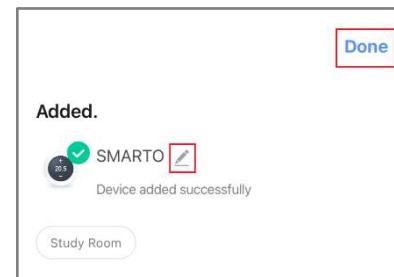 Done
Added.
SMARTO
Device added successfully
Study Room
20.5